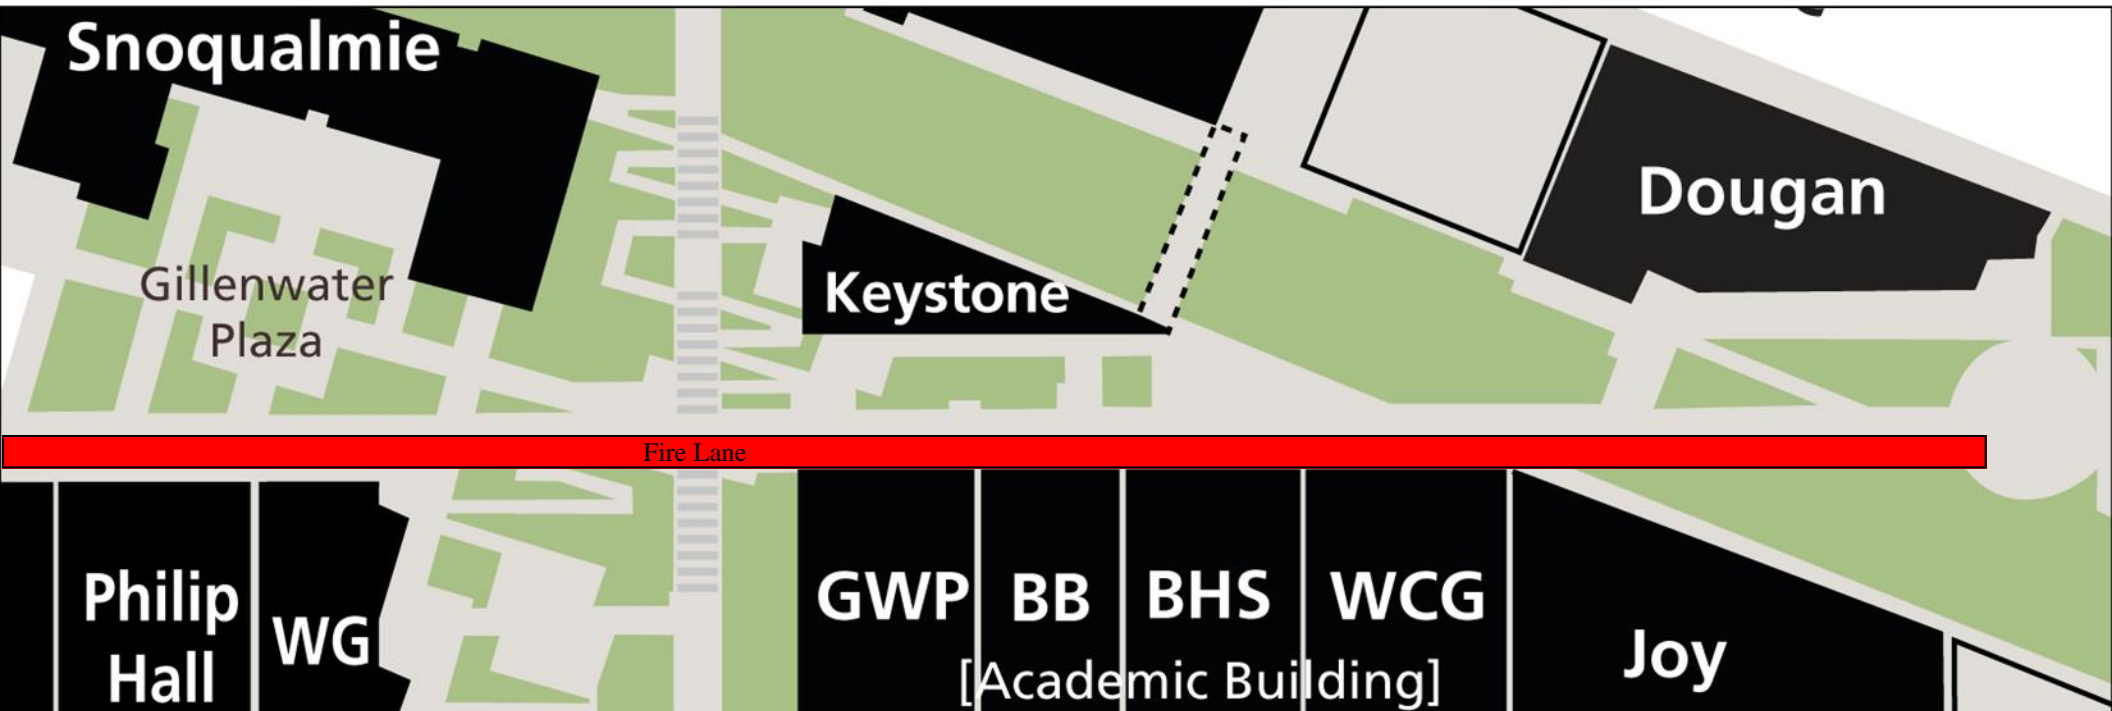 Snoqualmie
Dougan
Gillenwater
Plaza
Keystone
Fire Lane
Philip
Hall
WG
GWP
BB
BHS
WCG
[Academic Building]
Joy